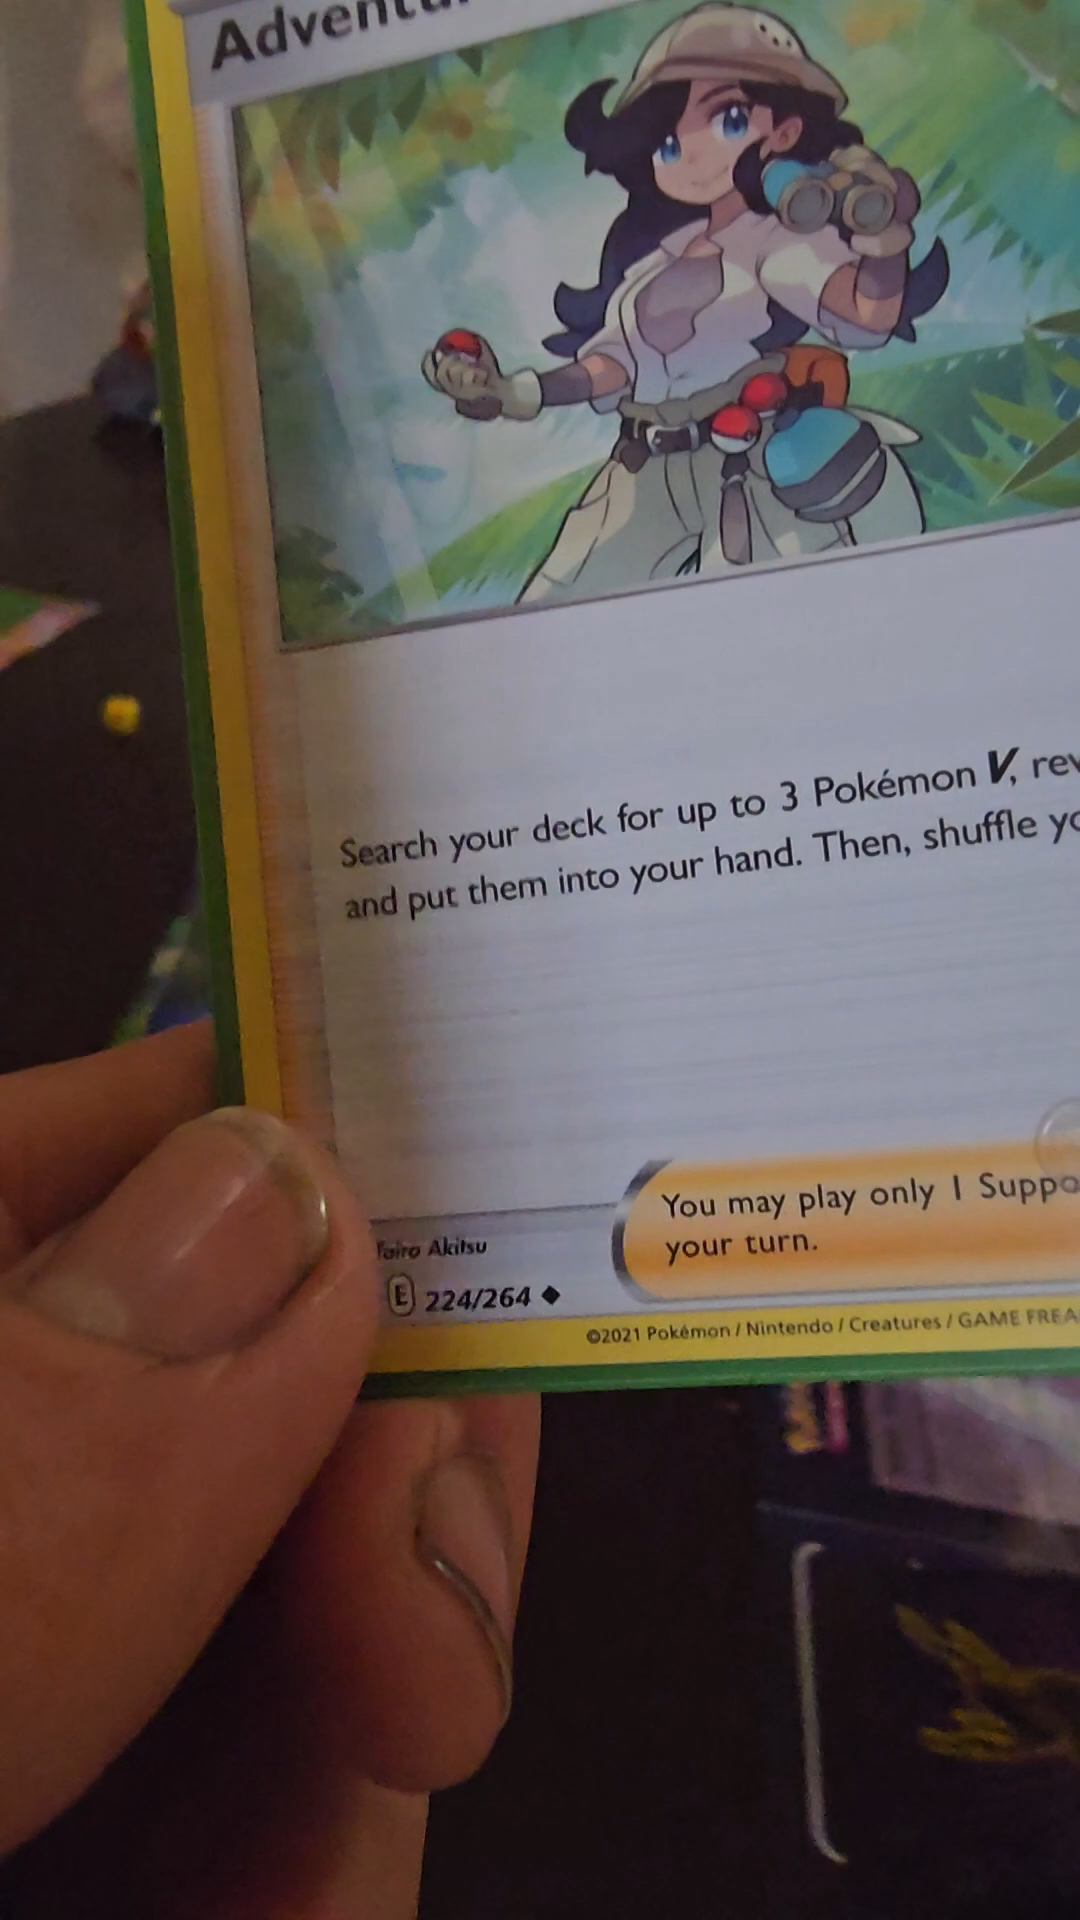 Adventu
Search your deck for up to 3 Pokémon V, rev
and put them into your hand. Then, shuffle yo
You may play only 1 Suppo
your turn.
Taira Akitsu
E 224/264
©2021 Pokémon / Nintendo / Creatures / GAME FREA